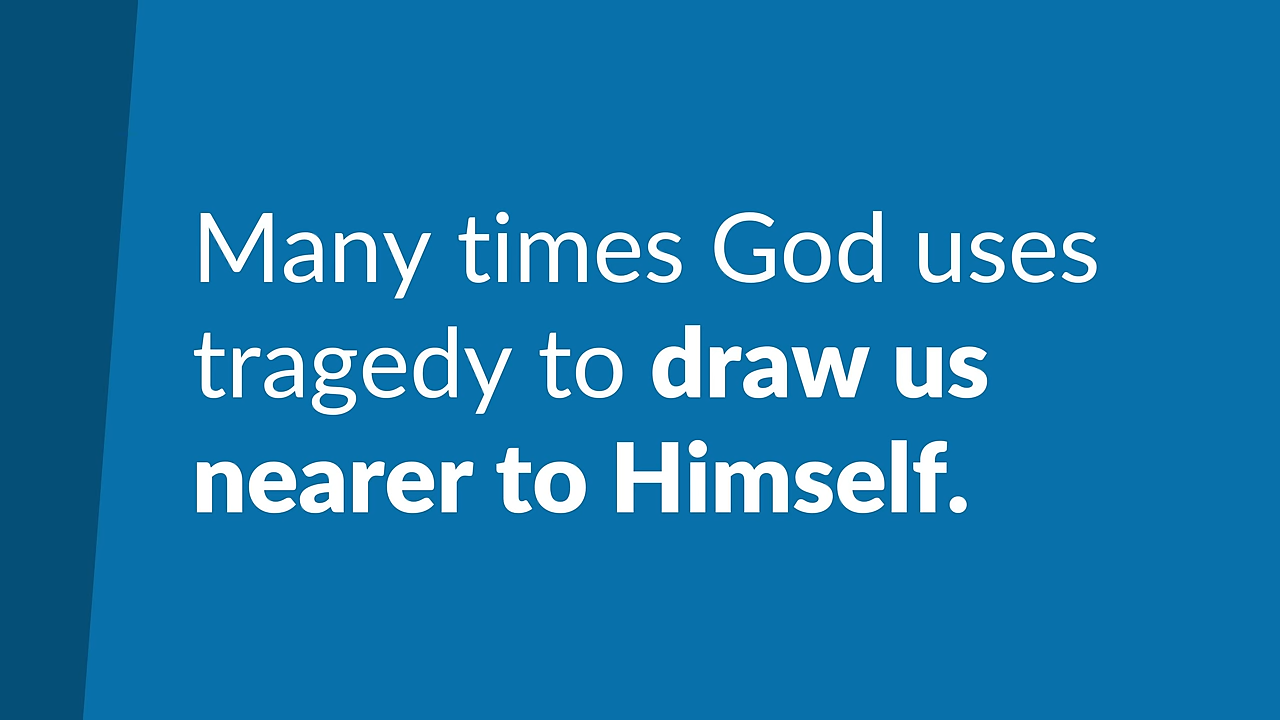 Many times God uses
tragedy to draw us
nearer to Himself.